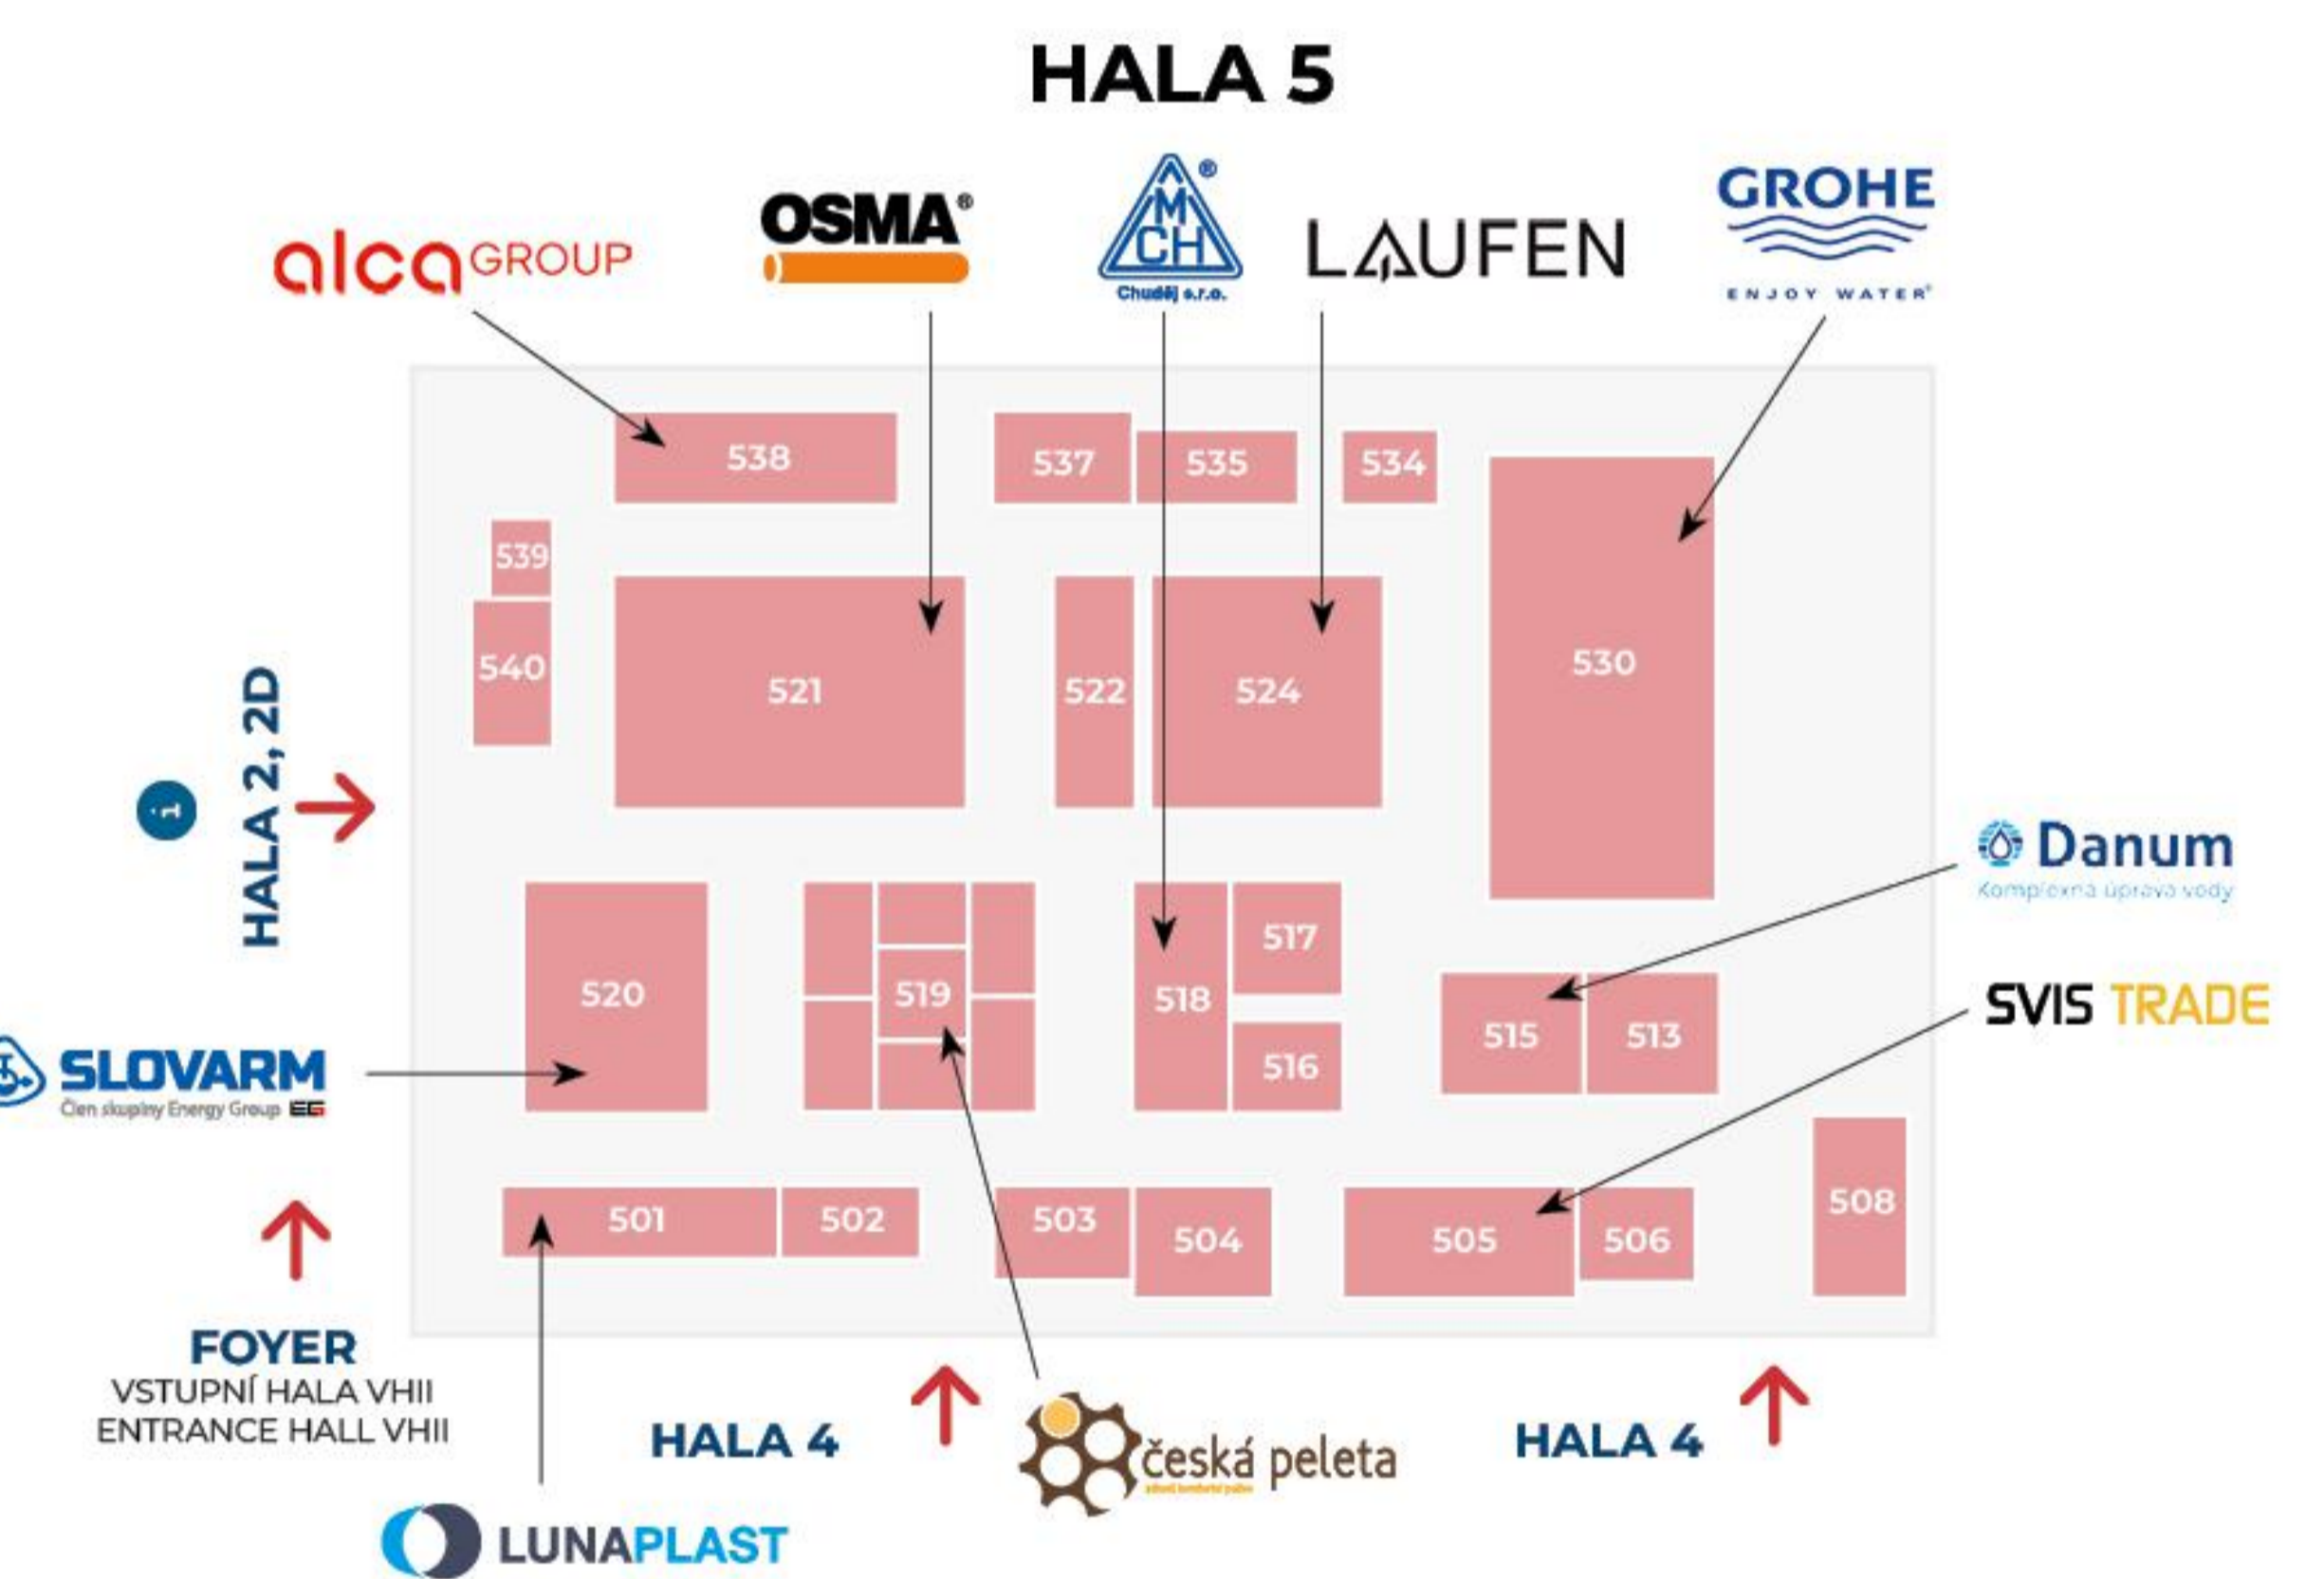 HALA 5
alca GROUP
OSMA®
MCH®
Chuděj s.r.o.
LAUFEN
GROHE
ENJOY WATER®
538
537
535
534
539
540
521
522
524
530
HALA 2, 2D
i
Danum
Komplexná úprava vody
SVIS TRADE
520
519
518
517
516
515
513
SLOVARM
Člen skupiny Energy Group EG
501
502
503
504
505
506
508
FOYER
VSTUPNÍ HALA VHII
ENTRANCE HALL VHII
HALA 4
česká peleta
HALA 4
LUNAPLAST